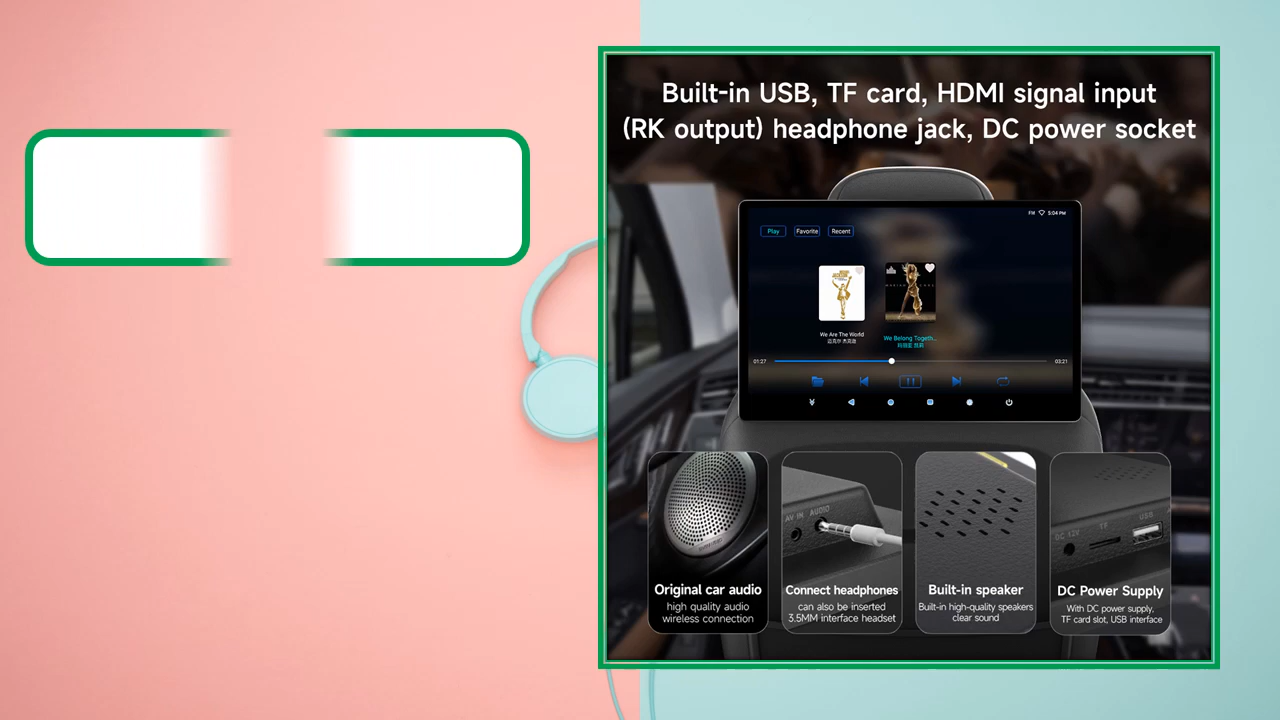 Built-in USB, TF card, HDMI signal input
(RK output) headphone jack, DC power socket
FM 5:04 PM
Play Favorite Recent
We Are The World
迈克尔 杰克逊
We Belong Togeth...
玛丽亚 凯莉
01:27 03:21
AV IN AUDIO
DC 12V TF USB
Original car audio
high quality audio
wireless connection
Connect headphones
can also be inserted
3.5MM interface headset
Built-in speaker
Built-in high-quality speakers
clear sound
DC Power Supply
With DC power supply,
TF card slot, USB interface